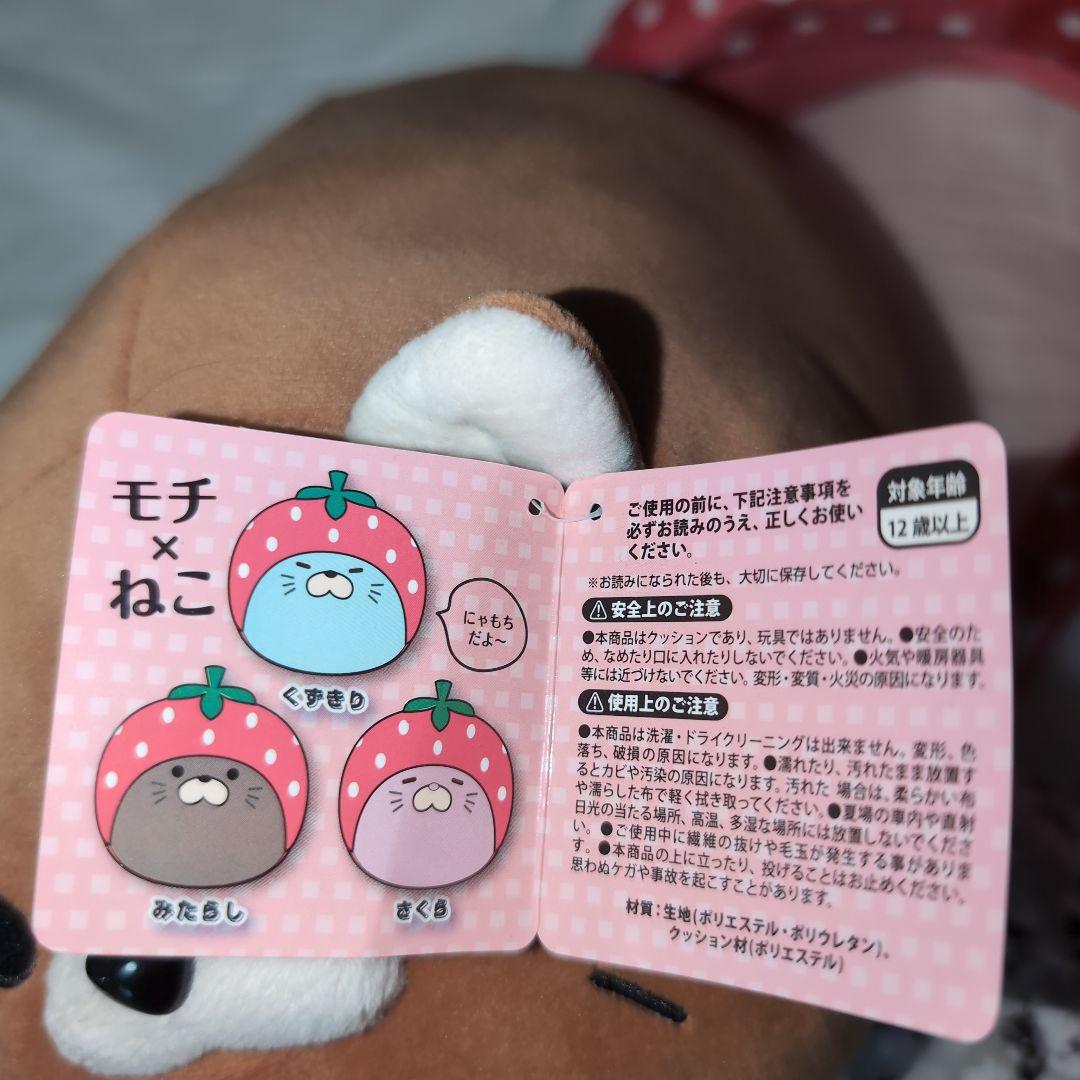 モチ
×
ねこ
にゃもち
だよ～
くずきり
みたらし
さくら
対象年齢
12歳以上
ご使用の前に、下記注意事項を
必ずお読みのうえ、正しくお使い
ください。
※お読みになられた後も、大切に保存してください。
安全上のご注意
●本商品はクッションであり、玩具ではありません。●安全のた
め、なめたり口に入れたりしないでください。●火気や暖房器具
等には近づけないでください。変形・変質・火災の原因になります。
使用上のご注意
●本商品は洗濯・ドライクリーニングは出来ません。変形、色
落ち、破損の原因になります。●濡れたり、汚れたまま放置す
るとカビや汚染の原因になります。汚れた 場合は、柔らかい布
や濡らした布で軽く拭き取ってください。●夏場の車内や直射
日光の当たる場所、高温、多湿な場所には放置しないでくださ
い。●ご使用中に繊維の抜けや毛玉が発生する事がありま
す。●本商品の上に立ったり、投げることはお止めください。
思わぬケガや事故を起こすことがあります。
材質：生地(ポリエステル・ポリウレタン)。
クッション材(ポリエステル)